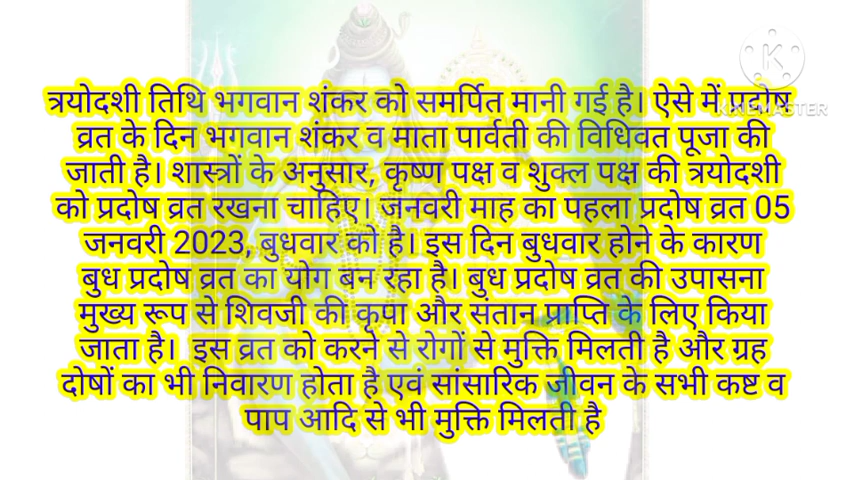 त्रयोदशी तिथि भगवान शंकर को समर्पित मानी गई है। ऐसे में प्रदोष
व्रत के दिन भगवान शंकर व माता पार्वती की विधिवत पूजा की
जाती है। शास्त्रों के अनुसार, कृष्ण पक्ष व शुक्ल पक्ष की त्रयोदशी
को प्रदोष व्रत रखना चाहिए। जनवरी माह का पहला प्रदोष व्रत 05
जनवरी 2023, बुधवार को है। इस दिन बुधवार होने के कारण
बुध प्रदोष व्रत का योग बन रहा है। बुध प्रदोष व्रत की उपासना
मुख्य रूप से शिवजी की कृपा और संतान प्राप्ति के लिए किया
जाता है। इस व्रत को करने से रोगों से मुक्ति मिलती है और ग्रह
दोषों का भी निवारण होता है एवं सांसारिक जीवन के सभी कष्ट व
पाप आदि से भी मुक्ति मिलती है
K
KINEMASTER